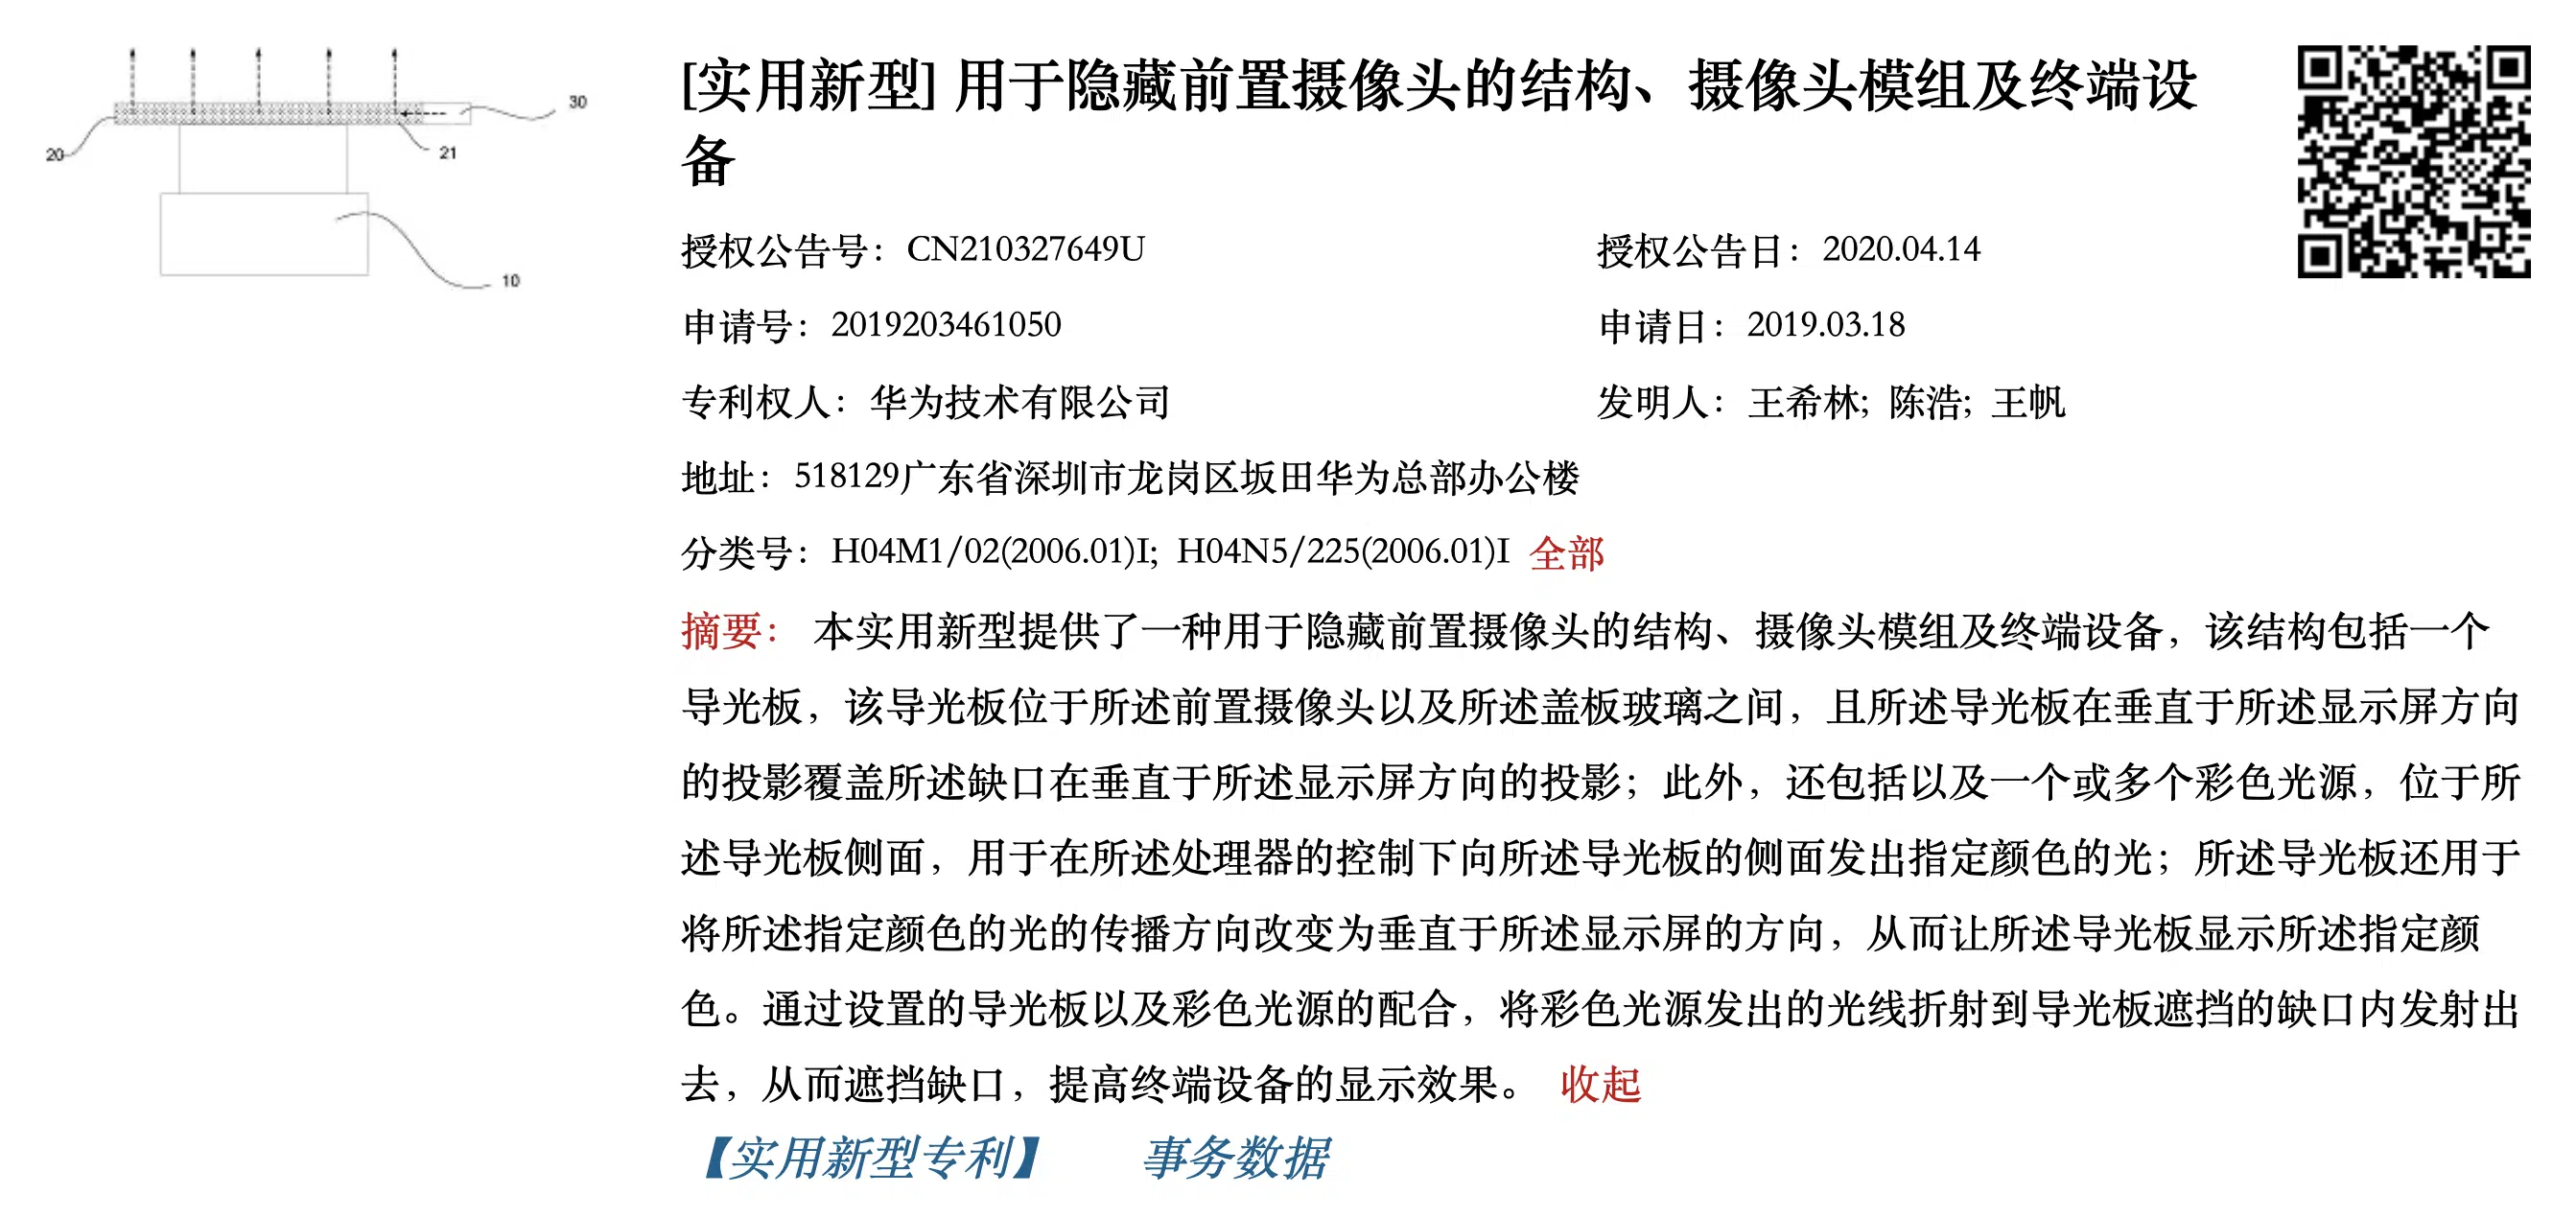 30
20
21
10
[实用新型] 用于隐藏前置摄像头的结构、摄像头模组及终端设
备
授权公告号：CN210327649U
授权公告日：2020.04.14
申请号：2019203461050
申请日：2019.03.18
专利权人：华为技术有限公司
发明人：王希林; 陈浩; 王帆
地址：518129广东省深圳市龙岗区坂田华为总部办公楼
分类号：H04M1/02(2006.01)I; H04N5/225(2006.01)I 全部
摘要： 本实用新型提供了一种用于隐藏前置摄像头的结构、摄像头模组及终端设备，该结构包括一个
导光板，该导光板位于所述前置摄像头以及所述盖板玻璃之间，且所述导光板在垂直于所述显示屏方向
的投影覆盖所述缺口在垂直于所述显示屏方向的投影；此外，还包括以及一个或多个彩色光源，位于所
述导光板侧面，用于在所述处理器的控制下向所述导光板的侧面发出指定颜色的光；所述导光板还用于
将所述指定颜色的光的传播方向改变为垂直于所述显示屏的方向，从而让所述导光板显示所述指定颜
色。通过设置的导光板以及彩色光源的配合，将彩色光源发出的光线折射到导光板遮挡的缺口内发射出
去，从而遮挡缺口，提高终端设备的显示效果。 收起
【实用新型专利】 事务数据